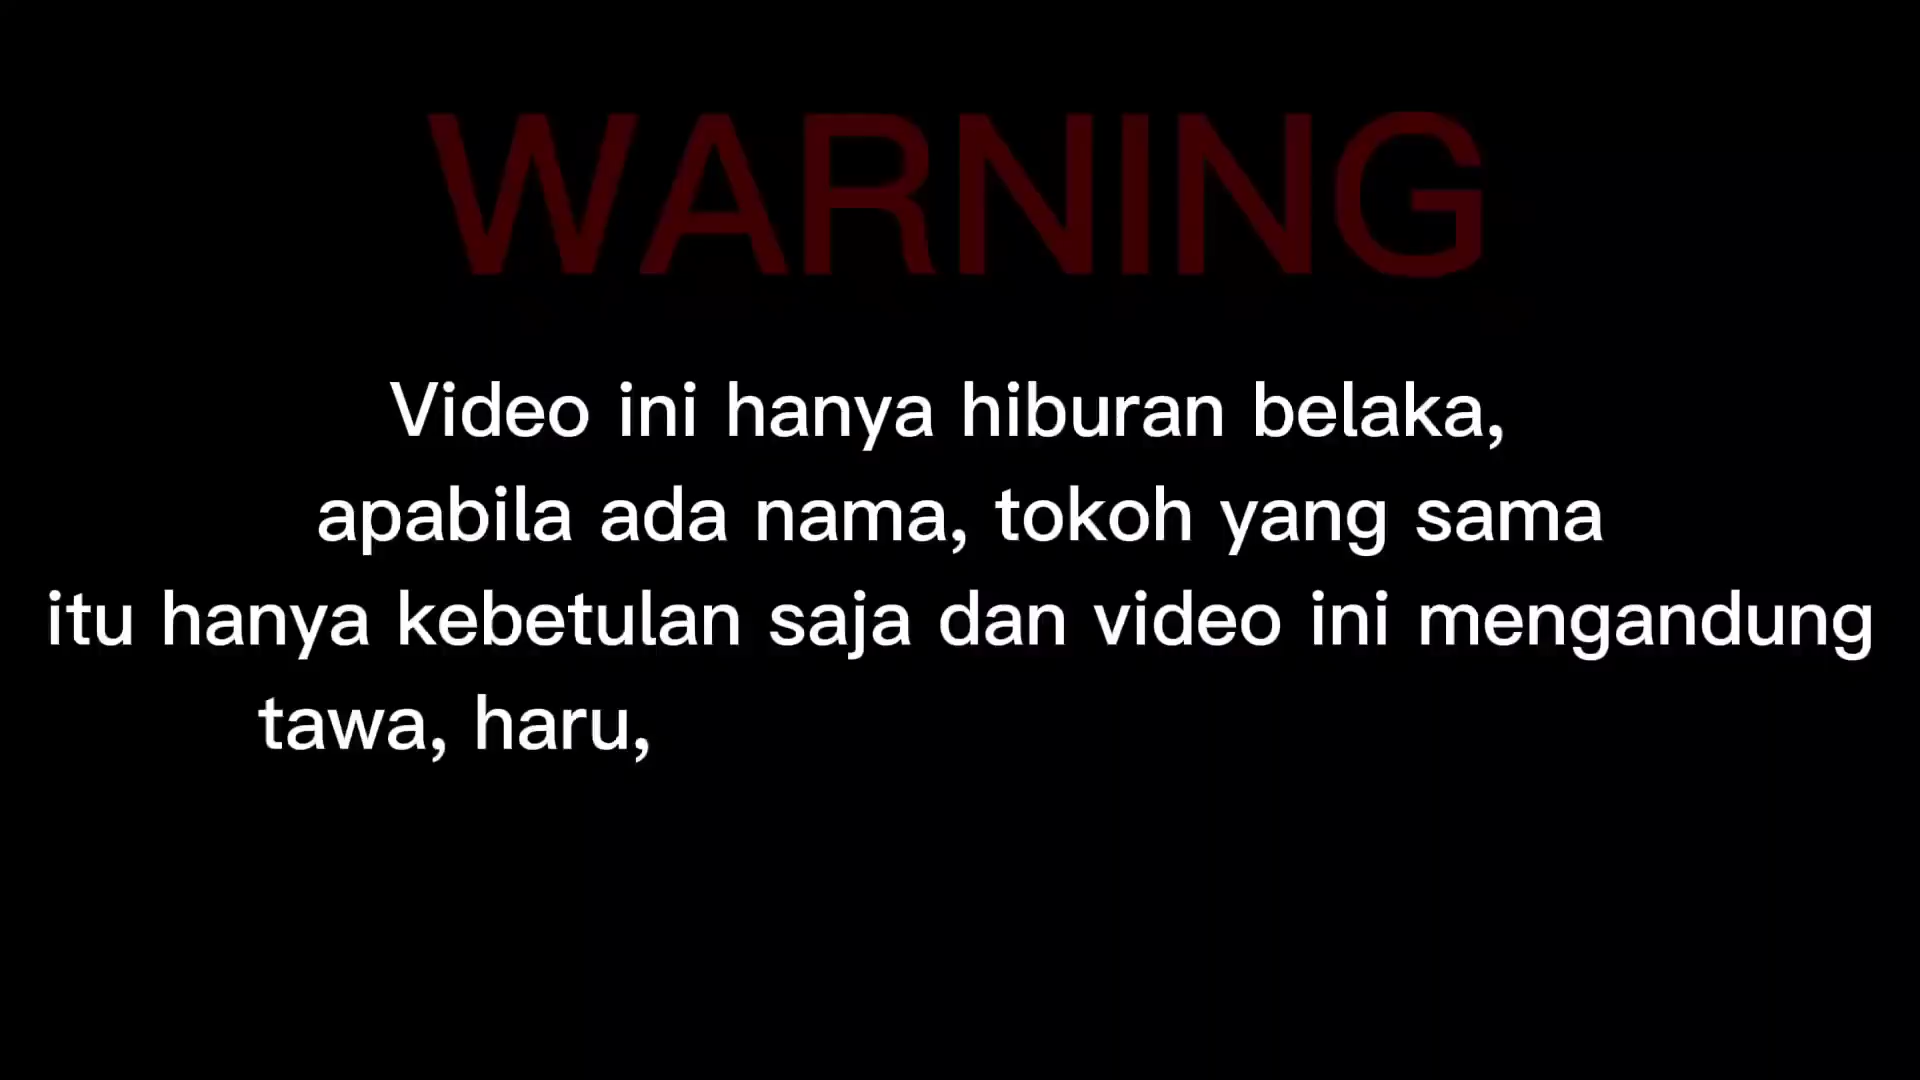 WARNING
Video ini hanya hiburan belaka,
apabila ada nama, tokoh yang sama
itu hanya kebetulan saja dan video ini mengandung
tawa, haru,